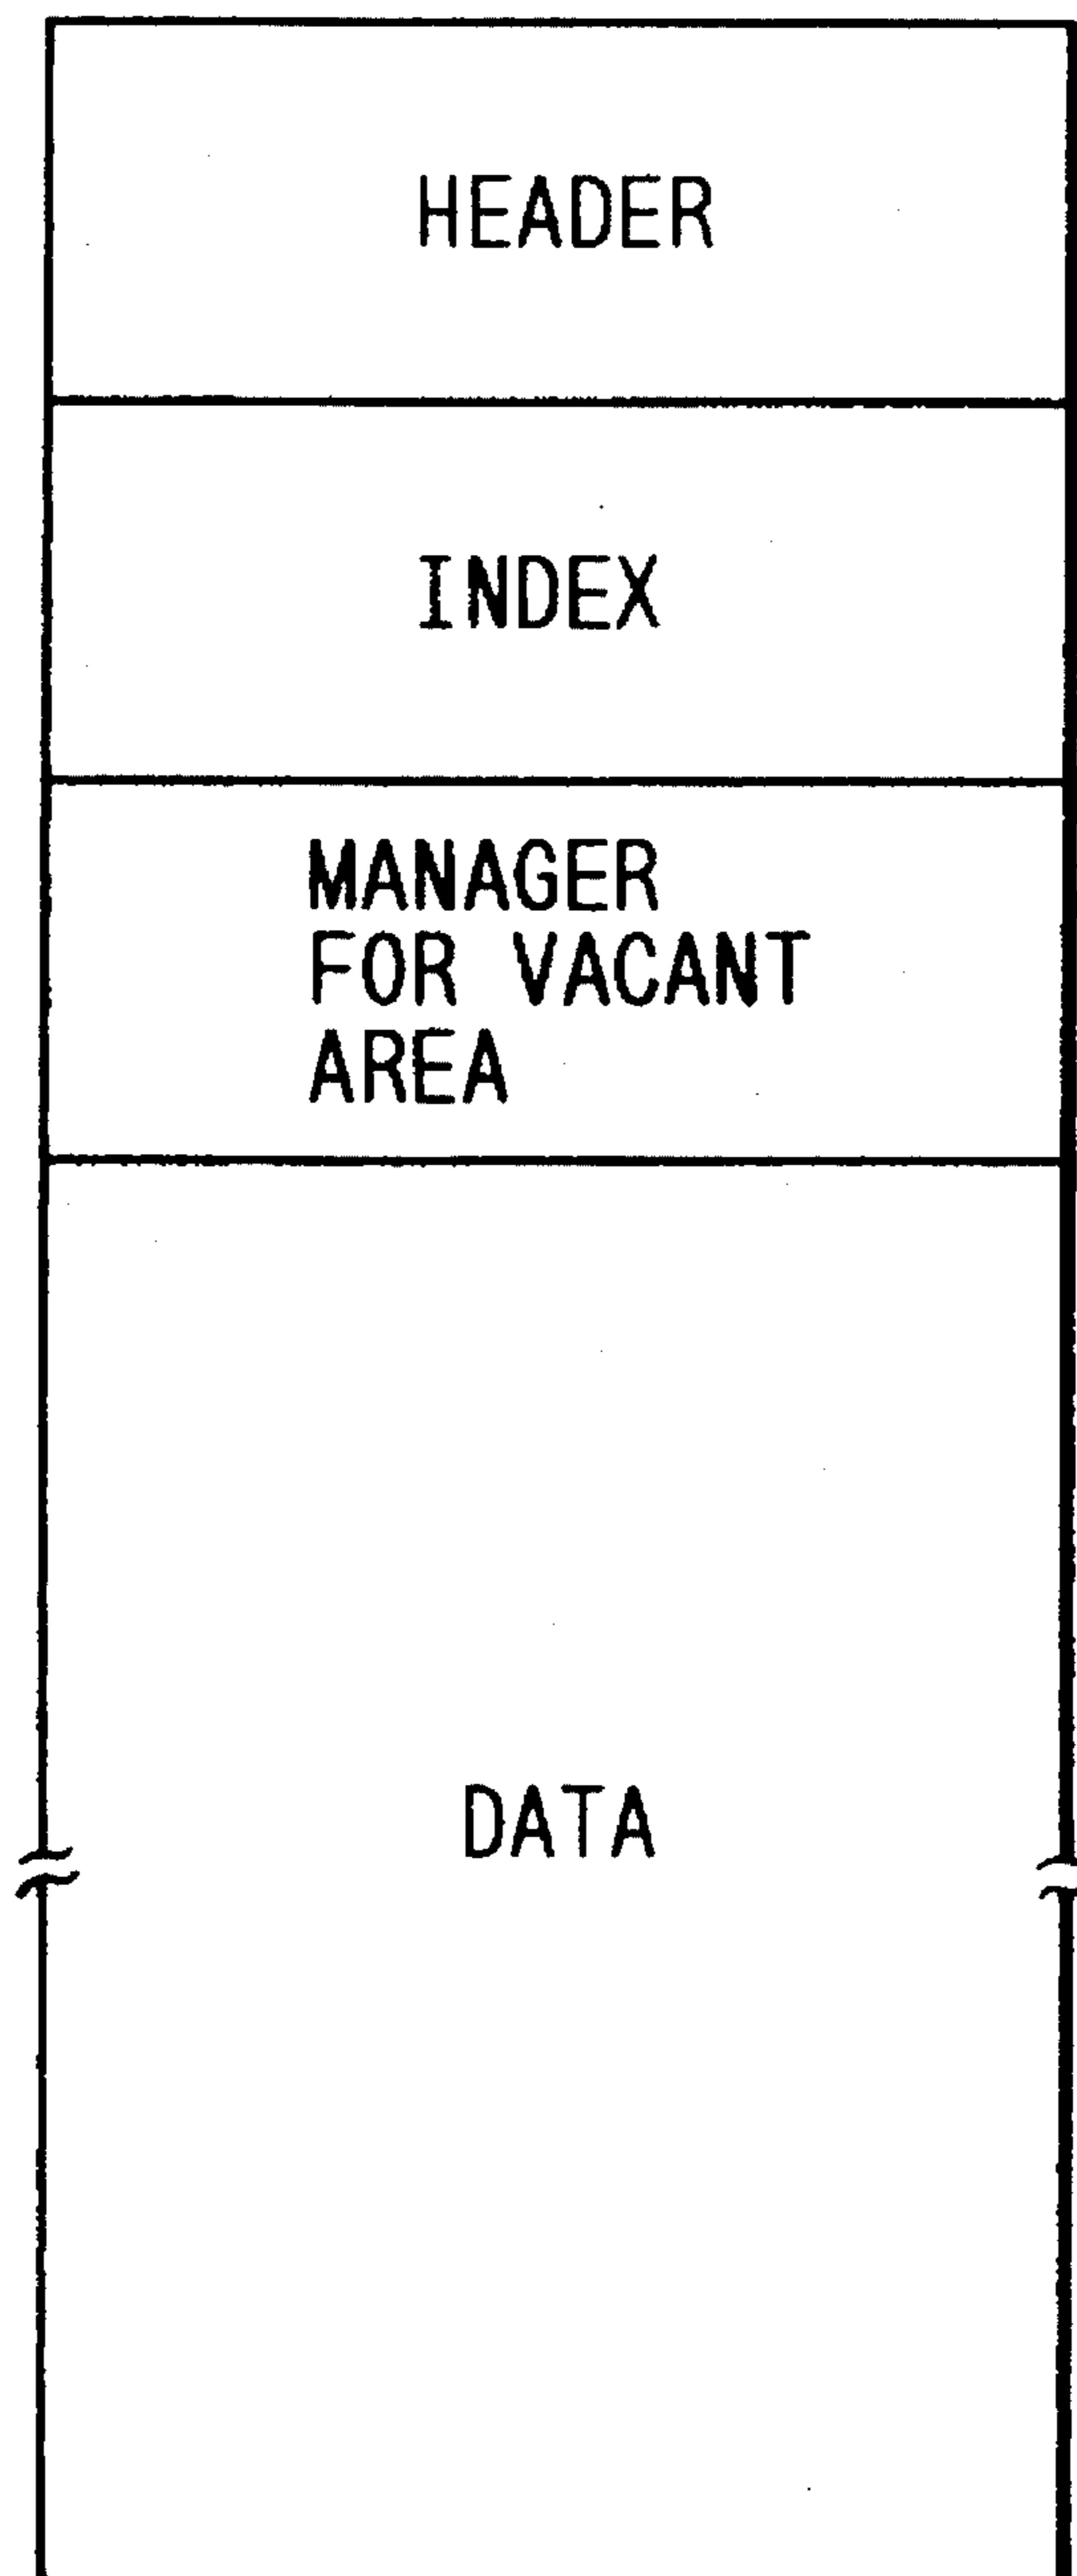 HEADER
INDEX
MANAGER
FOR VACANT
AREA
DATA